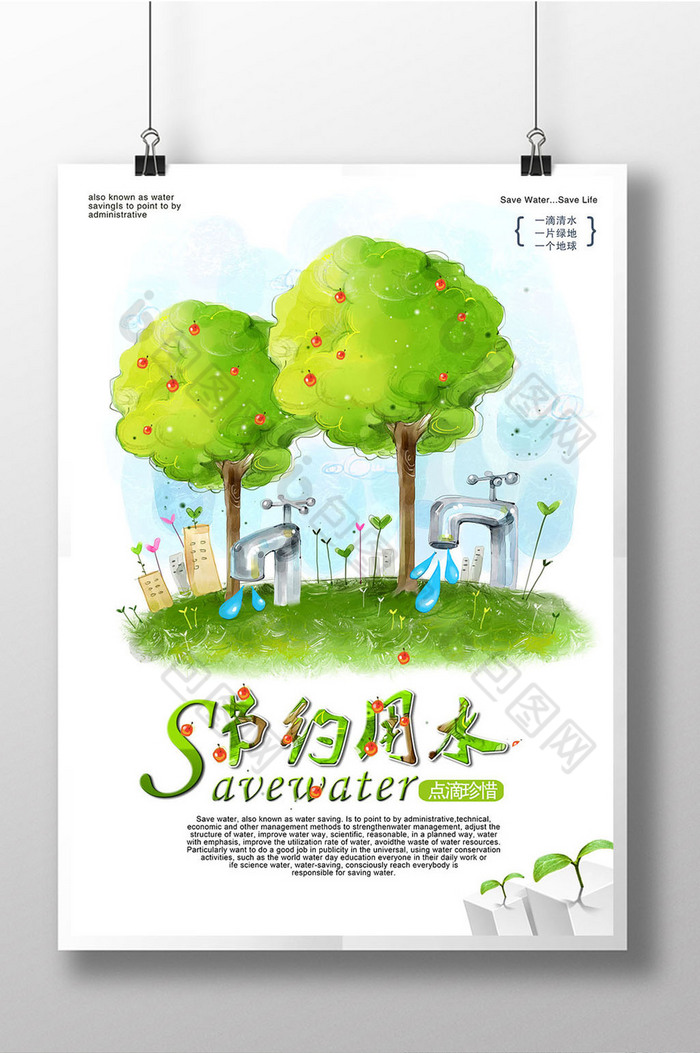 also known as water
savingIs to point to by
administrative
Save Water...Save Life
一滴清水
一片绿地
一个地球
节约用水
Savewater
点滴珍惜
Save water, also known as water saving, Is to point to by administrative,technical,
economic and other management methods to strengthenwater management, adjust the
structure of water, improve water way, scientific, reasonable, in a planned way, water
with emphasis, improve the utilization rate of water, avoidthe waste of water resources.
Particularly want to do a good job in publicity in the universal, using water conservation
activities, such as the world water day education everyone in their daily work or
ife science water, water-saving, consciously reach everybody is
responsible for saving water.
包图网